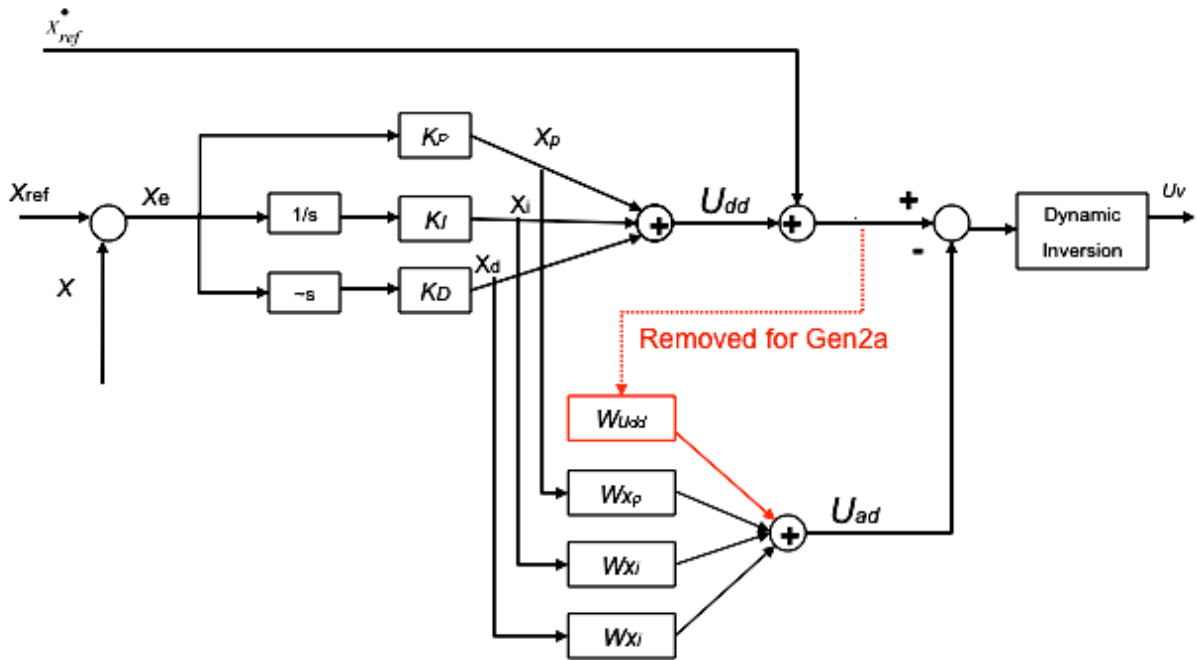 Ẋref
KP
Xp
Xref
Xe
1/s
KI
Xi
+
Udd
+
+
-
Dynamic
Inversion
Uv
X
~s
KD
Xd
Removed for Gen2a
WUdd
WXp
+
Uad
WXi
WXi